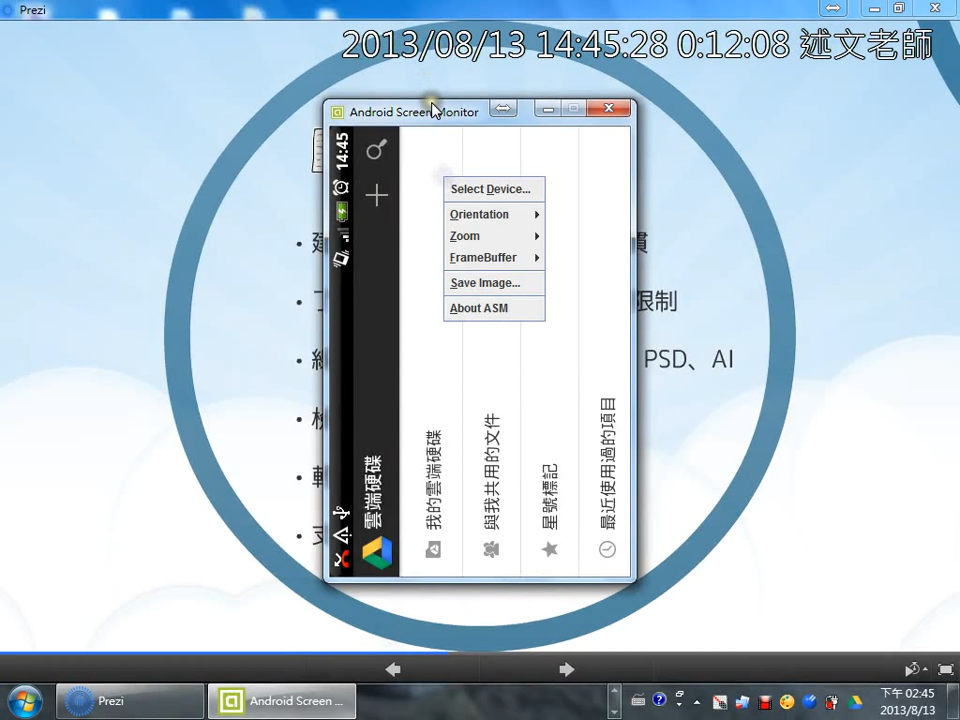 Prezi
2013/08/13 14:45:28 0:12:08 述文老師
Android Screen Monitor
14:45
雲端硬碟
我的雲端硬碟
與我共用的文件
星號標記
最近使用過的項目
Select Device...
Orientation
Zoom
FrameBuffer
Save Image...
About ASM
限制
PSD、AI
Prezi
Android Screen ...
下午 02:45
2013/8/13